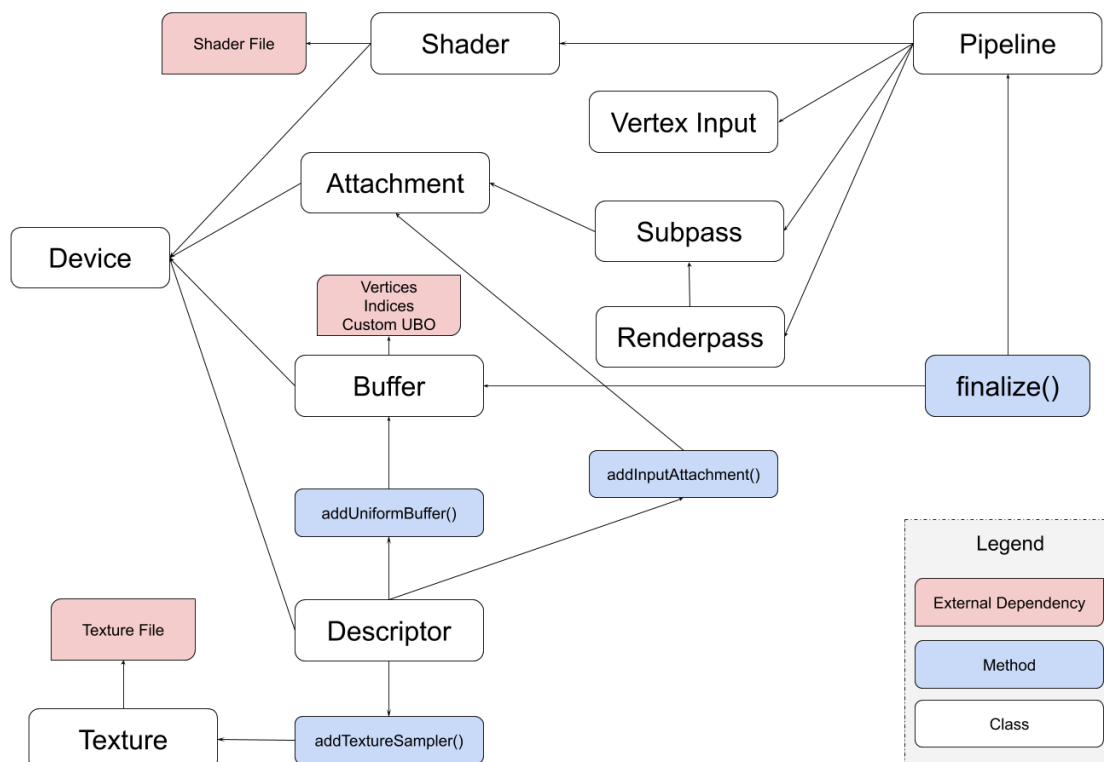 Shader File
Shader
Pipeline
Vertex Input
Attachment
Subpass
Device
Vertices
Indices
Custom UBO
Renderpass
Buffer
finalize()
addInputAttachment()
addUniformBuffer()
Legend
External Dependency
Descriptor
Texture File
Method
Texture
addTextureSampler()
Class